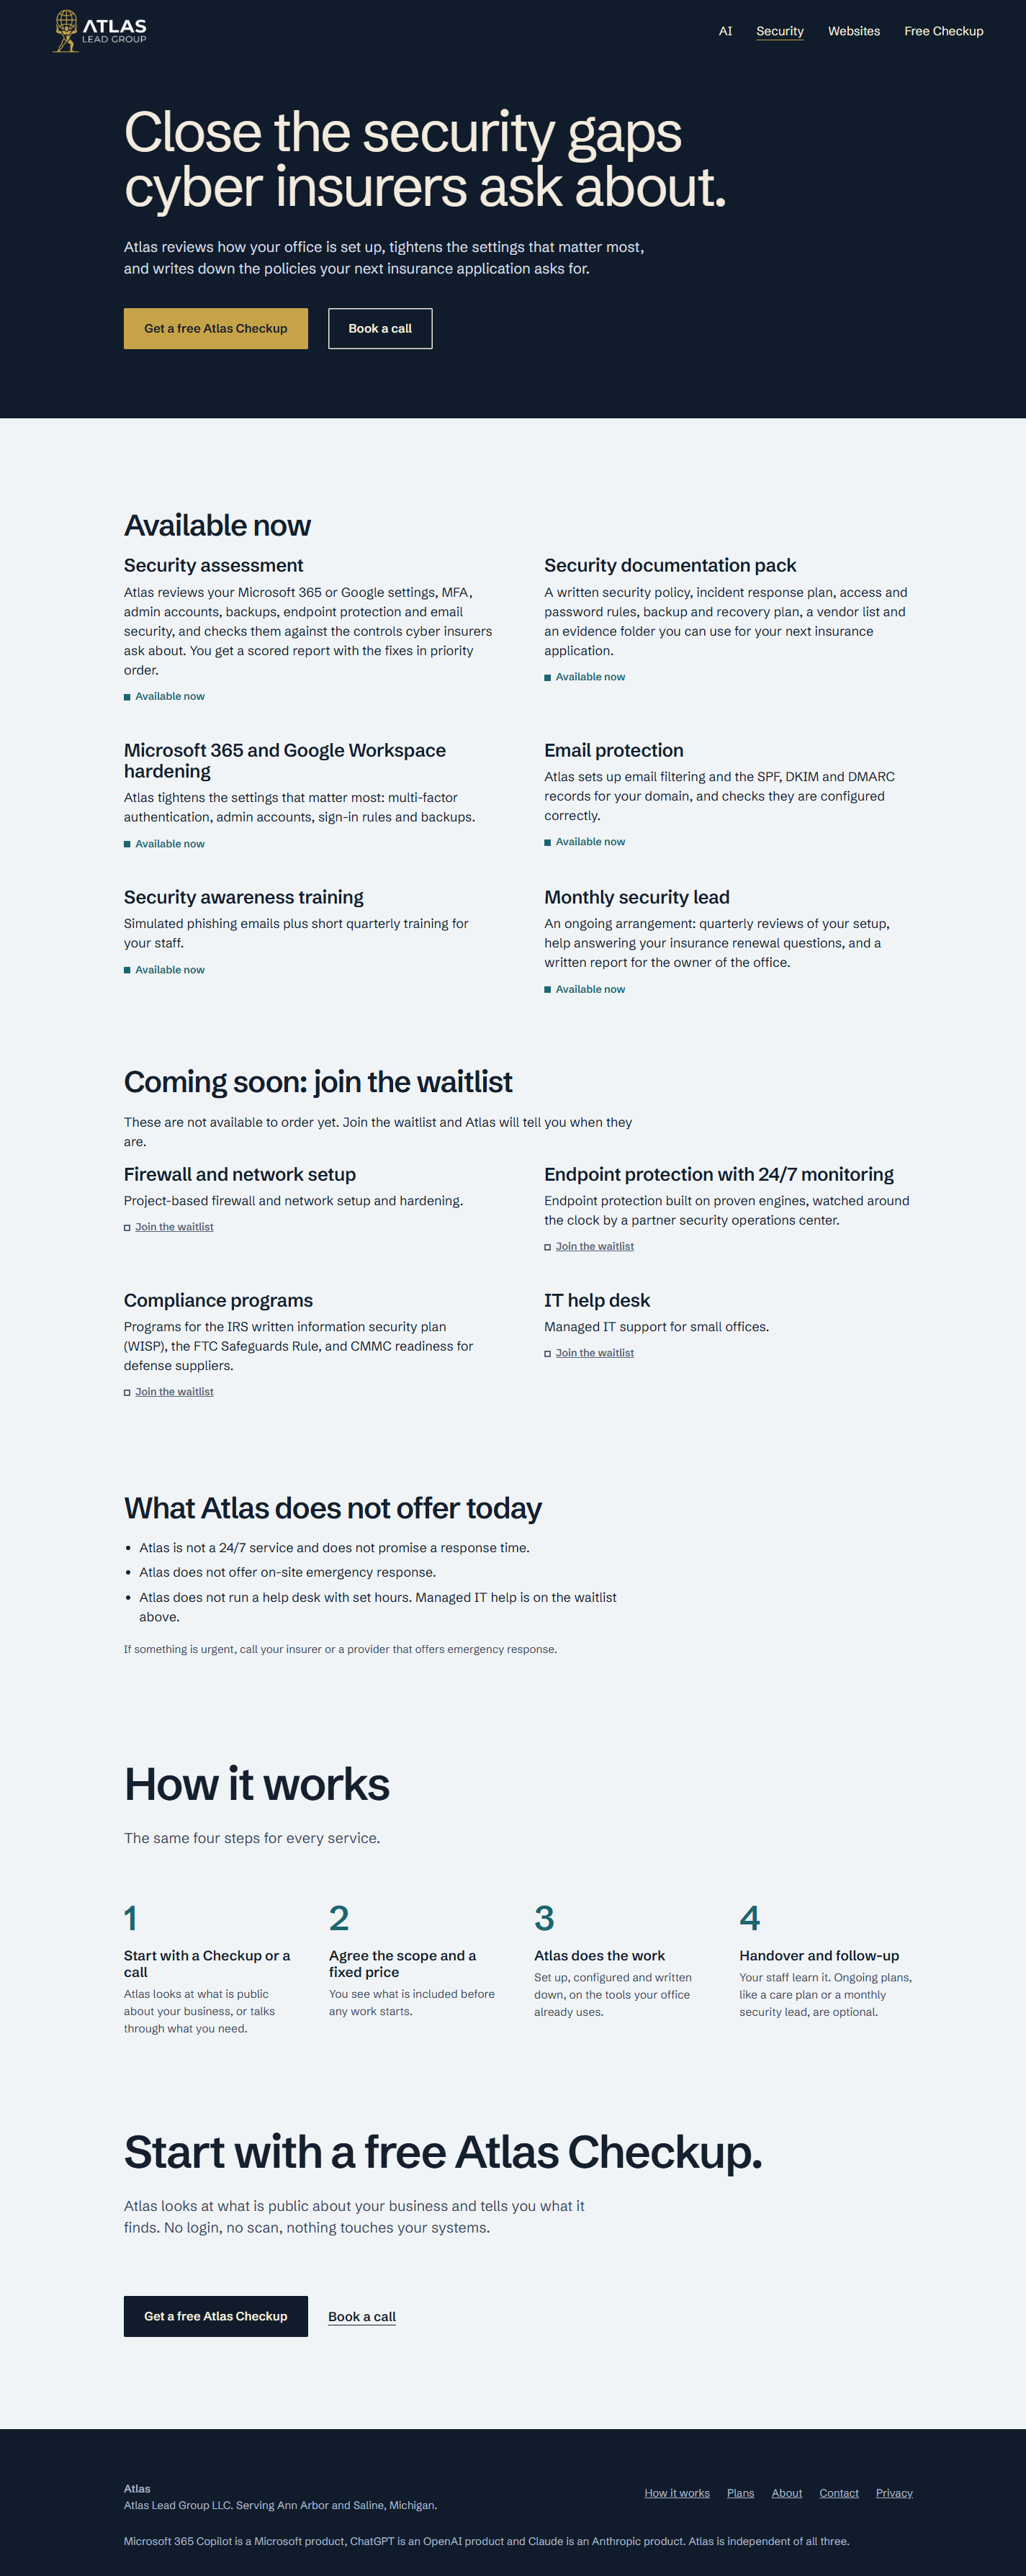 ATLAS
LEAD GROUP
AI
Security
Websites
Free Checkup
Close the security gaps
cyber insurers ask about.
Atlas reviews how your office is set up, tightens the settings that matter most,
and writes down the policies your next insurance application asks for.
Get a free Atlas Checkup
Book a call
Available now
Security assessment
Atlas reviews your Microsoft 365 or Google settings, MFA,
admin accounts, backups, endpoint protection and email
security, and checks them against the controls cyber insurers
ask about. You get a scored report with the fixes in priority
order.
Available now
Security documentation pack
A written security policy, incident response plan, access and
password rules, backup and recovery plan, a vendor list and
an evidence folder you can use for your next insurance
application.
Available now
Microsoft 365 and Google Workspace
hardening
Atlas tightens the settings that matter most: multi-factor
authentication, admin accounts, sign-in rules and backups.
Available now
Email protection
Atlas sets up email filtering and the SPF, DKIM and DMARC
records for your domain, and checks they are configured
correctly.
Available now
Security awareness training
Simulated phishing emails plus short quarterly training for
your staff.
Available now
Monthly security lead
An ongoing arrangement: quarterly reviews of your setup,
help answering your insurance renewal questions, and a
written report for the owner of the office.
Available now
Coming soon: join the waitlist
These are not available to order yet. Join the waitlist and Atlas will tell you when they
are.
Firewall and network setup
Project-based firewall and network setup and hardening.
Join the waitlist
Endpoint protection with 24/7 monitoring
Endpoint protection built on proven engines, watched around
the clock by a partner security operations center.
Join the waitlist
Compliance programs
Programs for the IRS written information security plan
(WISP), the FTC Safeguards Rule, and CMMC readiness for
defense suppliers.
Join the waitlist
IT help desk
Managed IT support for small offices.
Join the waitlist
What Atlas does not offer today
• Atlas is not a 24/7 service and does not promise a response time.
• Atlas does not offer on-site emergency response.
• Atlas does not run a help desk with set hours. Managed IT help is on the waitlist
above.
If something is urgent, call your insurer or a provider that offers emergency response.
How it works
The same four steps for every service.
1
Start with a Checkup or a
call
Atlas looks at what is public
about your business, or talks
through what you need.
2
Agree the scope and a
fixed price
You see what is included before
any work starts.
3
Atlas does the work
Set up, configured and written
down, on the tools your office
already uses.
4
Handover and follow-up
Your staff learn it. Ongoing plans,
like a care plan or a monthly
security lead, are optional.
Start with a free Atlas Checkup.
Atlas looks at what is public about your business and tells you what it
finds. No login, no scan, nothing touches your systems.
Get a free Atlas Checkup
Book a call
Atlas
Atlas Lead Group LLC. Serving Ann Arbor and Saline, Michigan.
How it works
Plans
About
Contact
Privacy
Microsoft 365 Copilot is a Microsoft product, ChatGPT is an OpenAI product and Claude is an Anthropic product. Atlas is independent of all three.